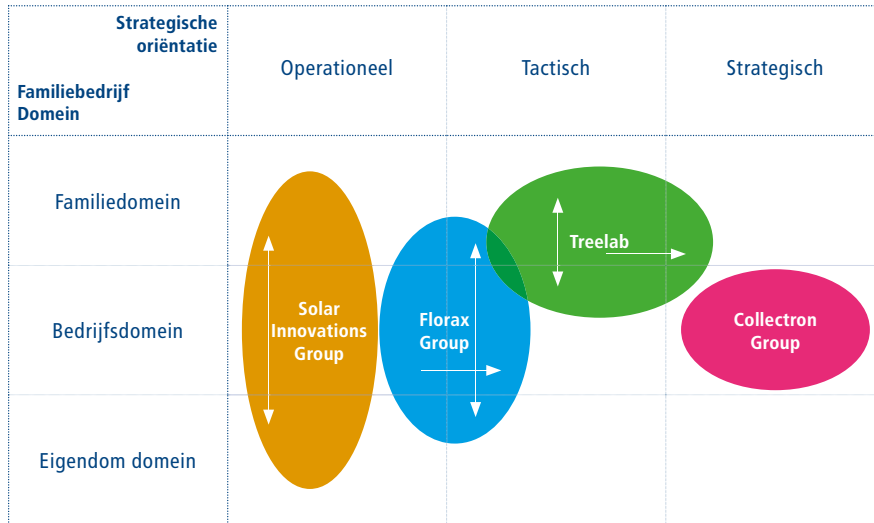 Strategische
oriëntatie
Familiebedrijf
Domein
Operationeel
Tactisch
Strategisch
Familiedomein
Treelab
Bedrijfsdomein
Solar
Innovations
Group
Florax
Group
Collectron
Group
Eigendom domein